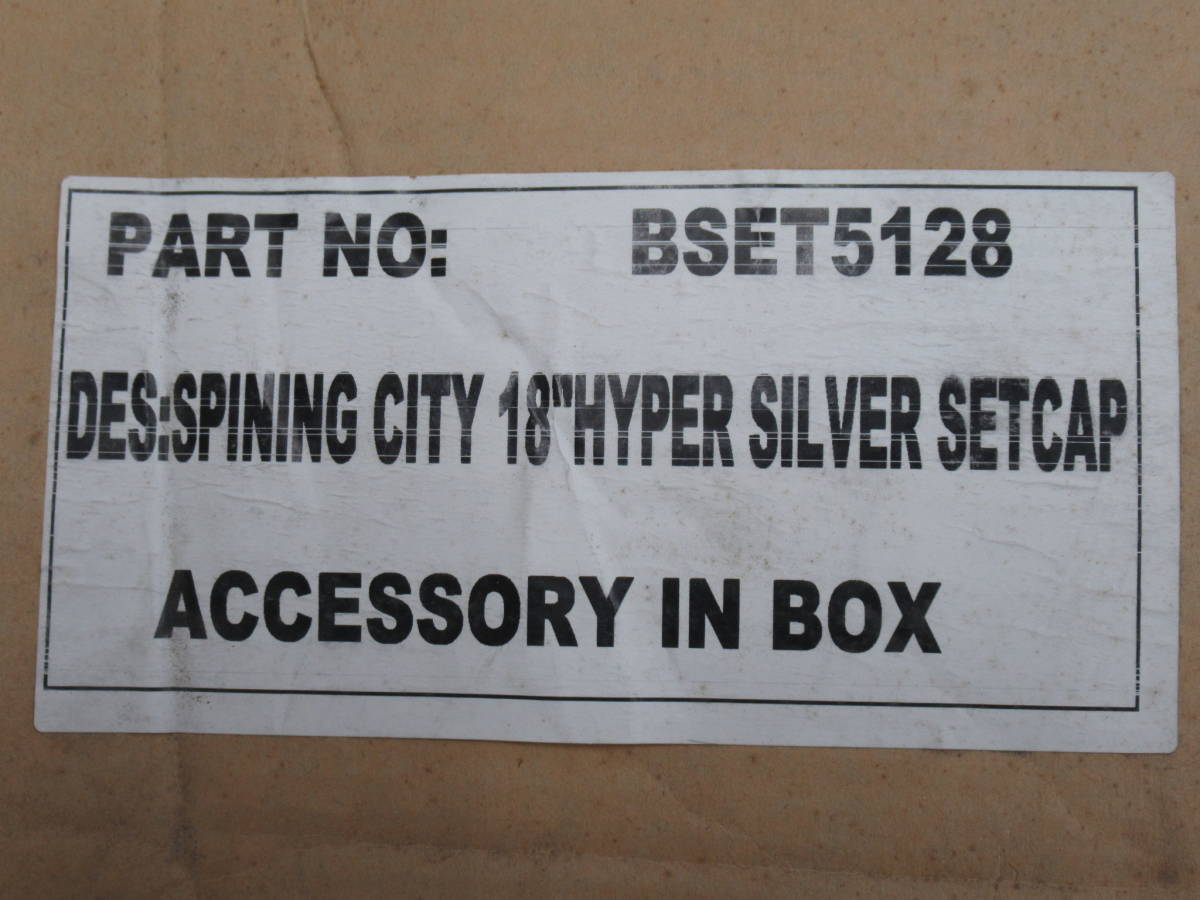 PART NO: BSET5128
DES:SPINING CITY 18"HYPER SILVER SETCAP
ACCESSORY IN BOX